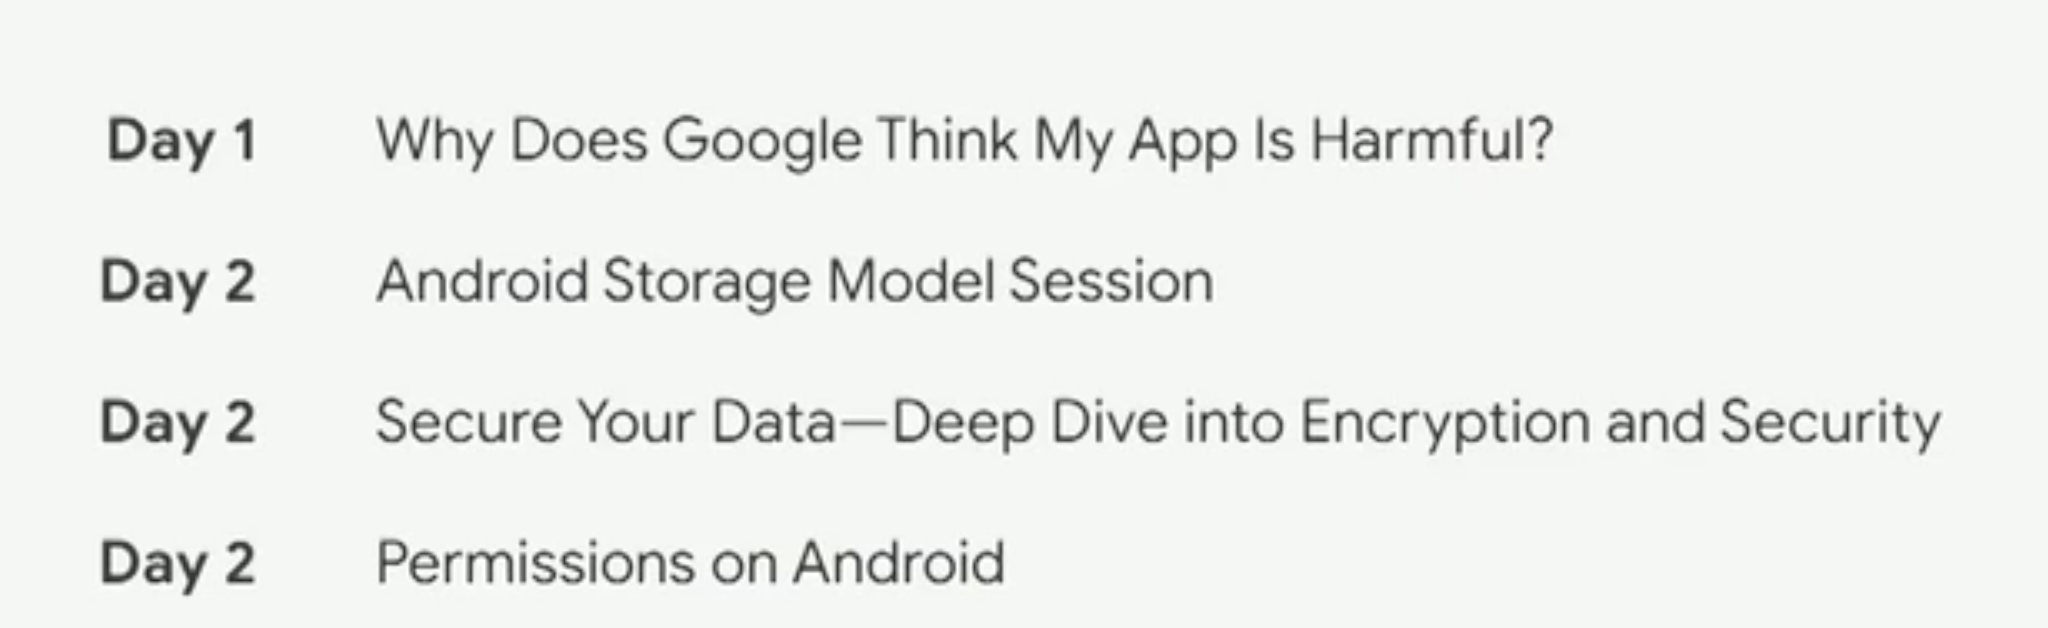 Day 1 Why Does Google Think My App Is Harmful?
Day 2 Android Storage Model Session
Day 2 Secure Your Data—Deep Dive into Encryption and Security
Day 2 Permissions on Android